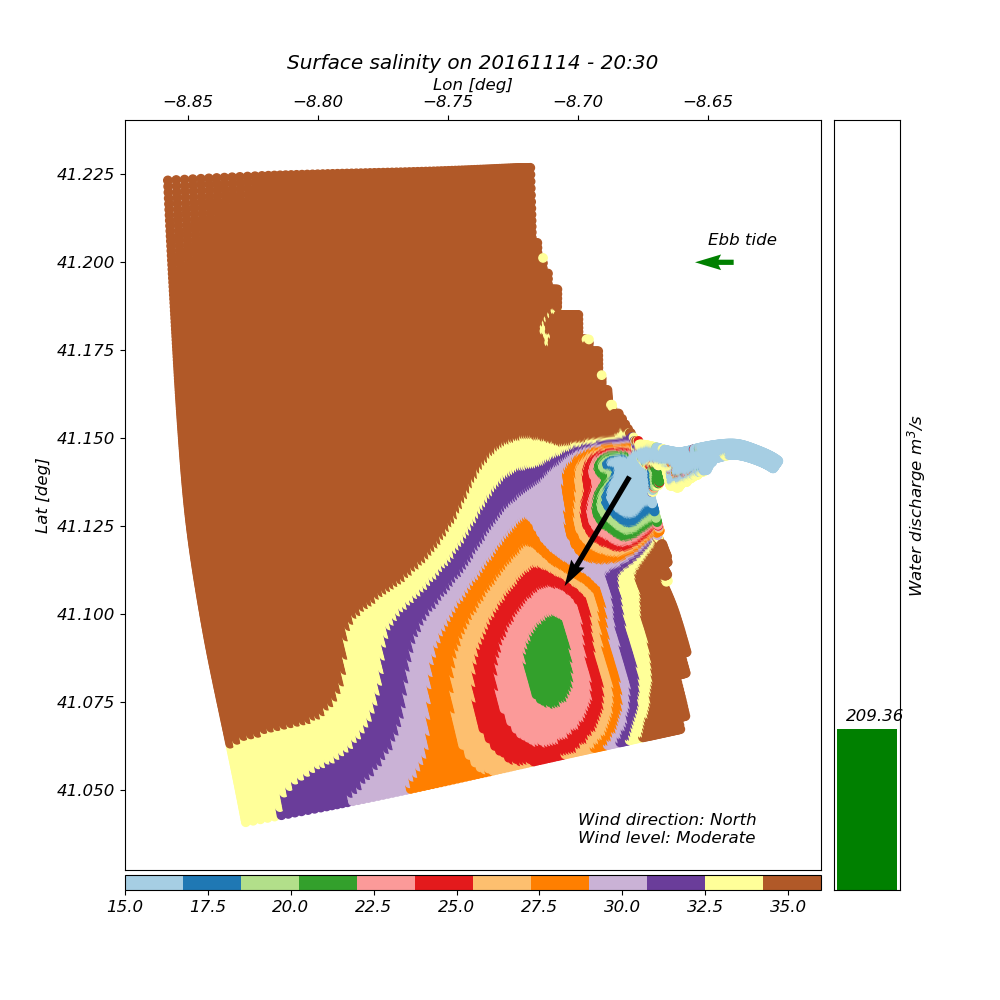 Surface salinity on 20161114 - 20:30
Lon [deg]
−8.85 −8.80 −8.75 −8.70 −8.65
41.225
41.200
41.175
41.150
41.125
41.100
41.075
41.050
Lat [deg]
Ebb tide
Wind direction: North
Wind level: Moderate
209.36
Water discharge m³/s
15.0 17.5 20.0 22.5 25.0 27.5 30.0 32.5 35.0